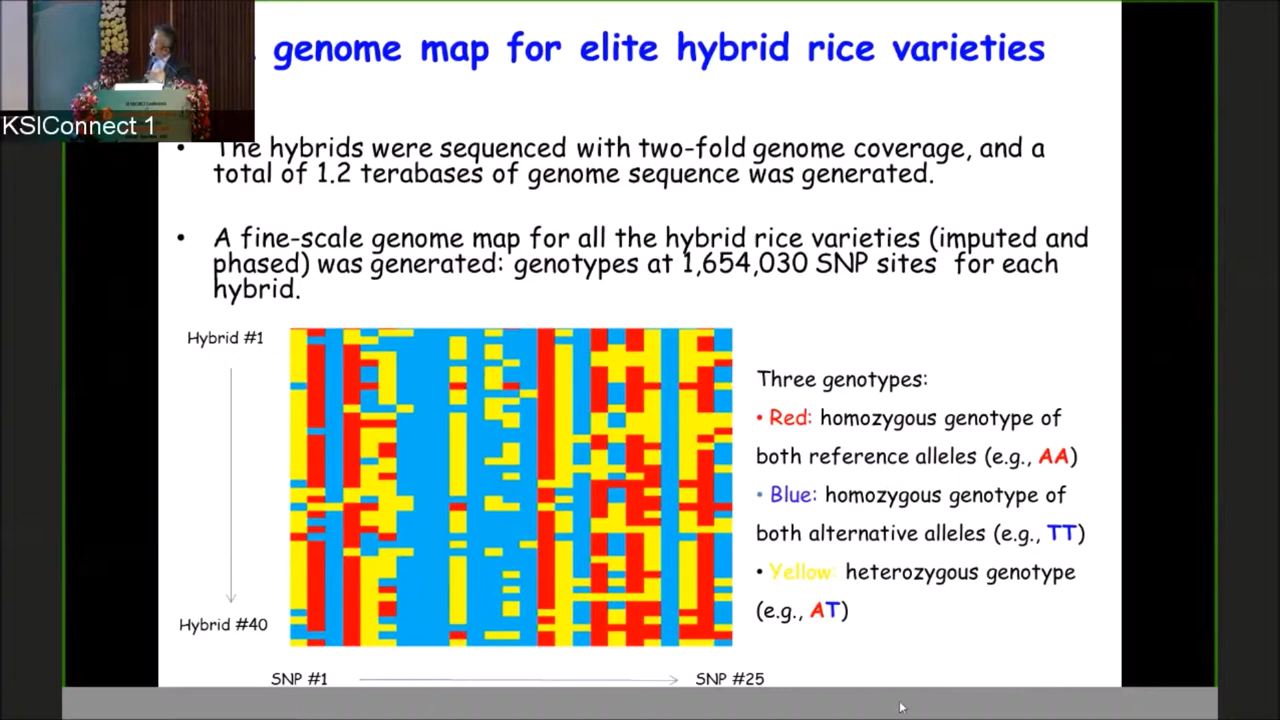 genome map for elite hybrid rice varieties
KSIConnect 1
• The hybrids were sequenced with two-fold genome coverage, and a
total of 1.2 terabases of genome sequence was generated.
• A fine-scale genome map for all the hybrid rice varieties (imputed and
phased) was generated: genotypes at 1,654,030 SNP sites for each
hybrid.
Hybrid #1
Hybrid #40
SNP #1
SNP #25
Three genotypes:
• Red: homozygous genotype of
both reference alleles (e.g., AA)
• Blue: homozygous genotype of
both alternative alleles (e.g., TT)
• Yellow: heterozygous genotype
(e.g., AT)